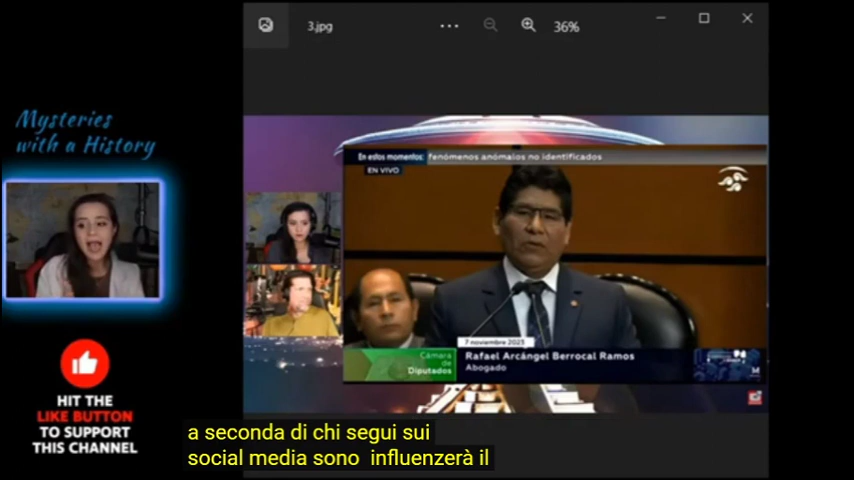 3.jpg
36%
Mysteries
with a History
En estos momentos: fenómenos anómalos no identificados
EN VIVO
7 noviembre 2023
Cámara
de
Diputados
Rafael Arcángel Berrocal Ramos
Abogado
HIT THE
LIKE BUTTON
TO SUPPORT
THIS CHANNEL
a seconda di chi segui sui
social media sono influenzerà il